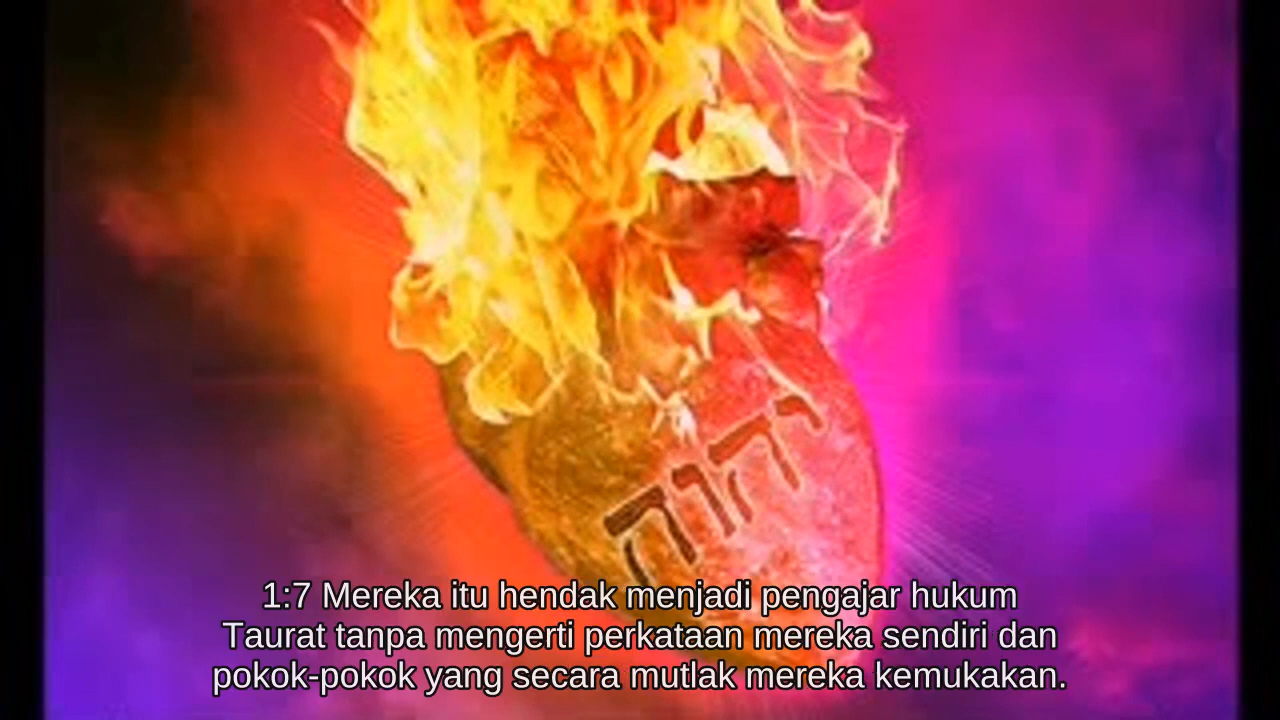 יהוה
1:7 Mereka itu hendak menjadi pengajar hukum
Taurat tanpa mengerti perkataan mereka sendiri dan
pokok-pokok yang secara mutlak mereka kemukakan.